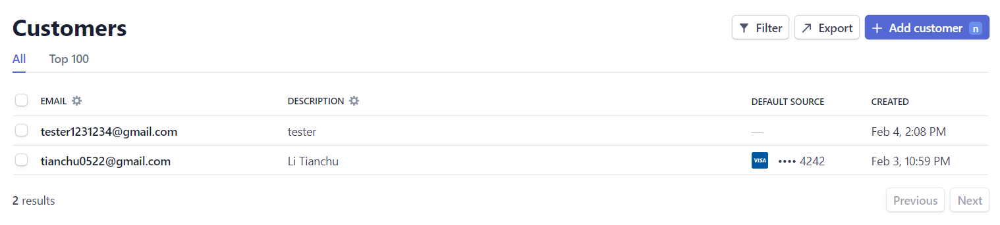 Customers
Filter
Export
+ Add customer n
All
Top 100
EMAIL
DESCRIPTION
DEFAULT SOURCE
CREATED
tester1231234@gmail.com
tester
—
Feb 4, 2:08 PM
tianchu0522@gmail.com
Li Tianchu
VISA •••• 4242
Feb 3, 10:59 PM
2 results
Previous
Next